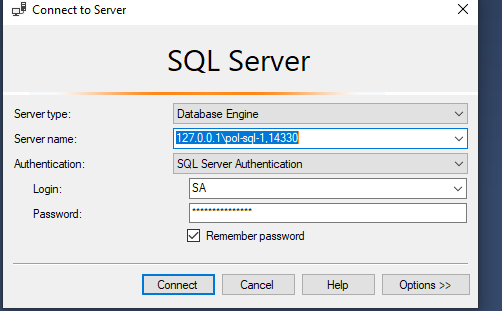 Connect to Server
SQL Server
Server type: Database Engine
Server name: 127.0.0.1\pol-sql-1,14330
Authentication: SQL Server Authentication
Login: SA
Password: ***************
Remember password
Connect Cancel Help Options >>